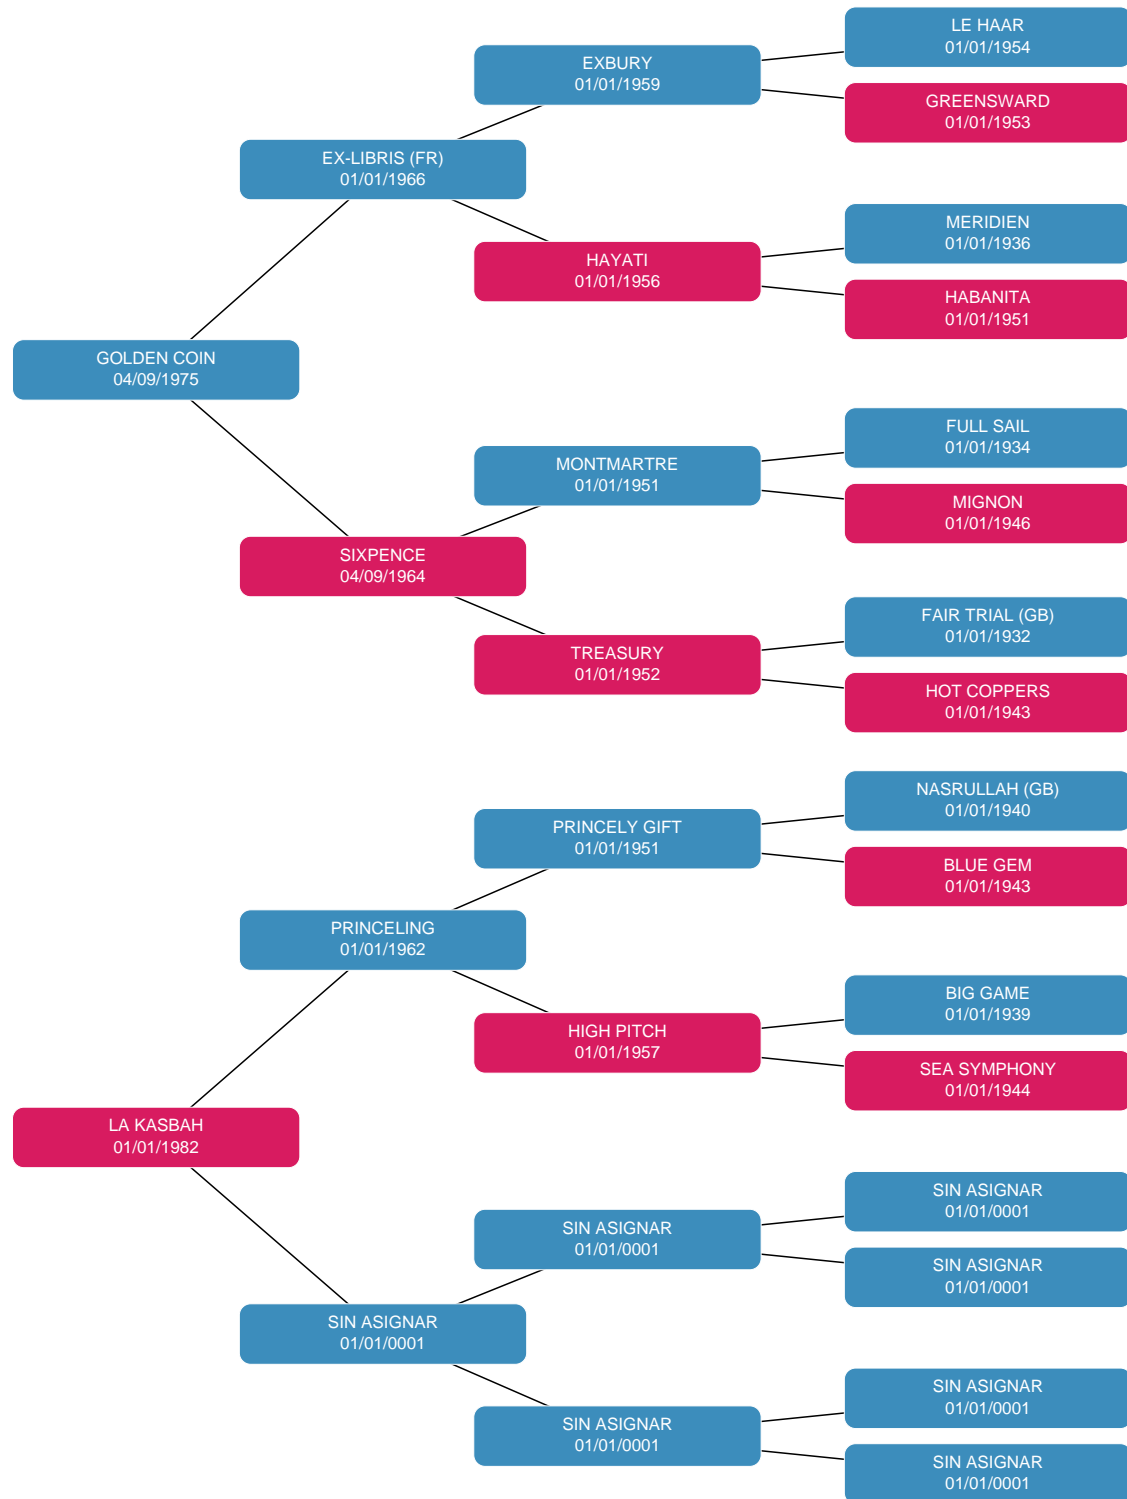 LE HAAR
01/01/1954
EXBURY
01/01/1959
GREENSWARD
01/01/1953
EX-LIBRIS (FR)
01/01/1966
MERIDIEN
01/01/1936
HAYATI
01/01/1956
HABANITA
01/01/1951
GOLDEN COIN
04/09/1975
FULL SAIL
01/01/1934
MONTMARTRE
01/01/1951
MIGNON
01/01/1946
SIXPENCE
04/09/1964
FAIR TRIAL (GB)
01/01/1932
TREASURY
01/01/1952
HOT COPPERS
01/01/1943
NASRULLAH (GB)
01/01/1940
PRINCELY GIFT
01/01/1951
BLUE GEM
01/01/1943
PRINCELING
01/01/1962
BIG GAME
01/01/1939
HIGH PITCH
01/01/1957
SEA SYMPHONY
01/01/1944
LA KASBAH
01/01/1982
SIN ASIGNAR
01/01/0001
SIN ASIGNAR
01/01/0001
SIN ASIGNAR
01/01/0001
SIN ASIGNAR
01/01/0001
SIN ASIGNAR
01/01/0001
SIN ASIGNAR
01/01/0001
SIN ASIGNAR
01/01/0001